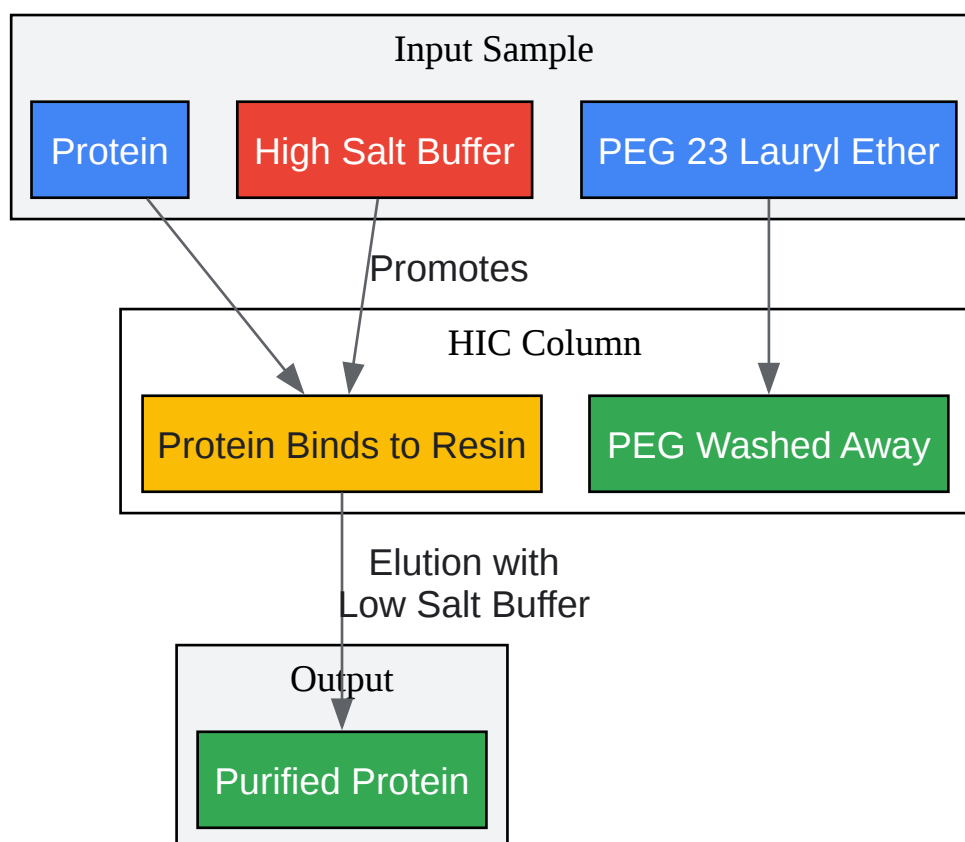 Input Sample
Protein
High Salt Buffer
PEG 23 Lauryl Ether
Promotes
HIC Column
Protein Binds to Resin
PEG Washed Away
Elution with
Low Salt Buffer
Output
Purified Protein